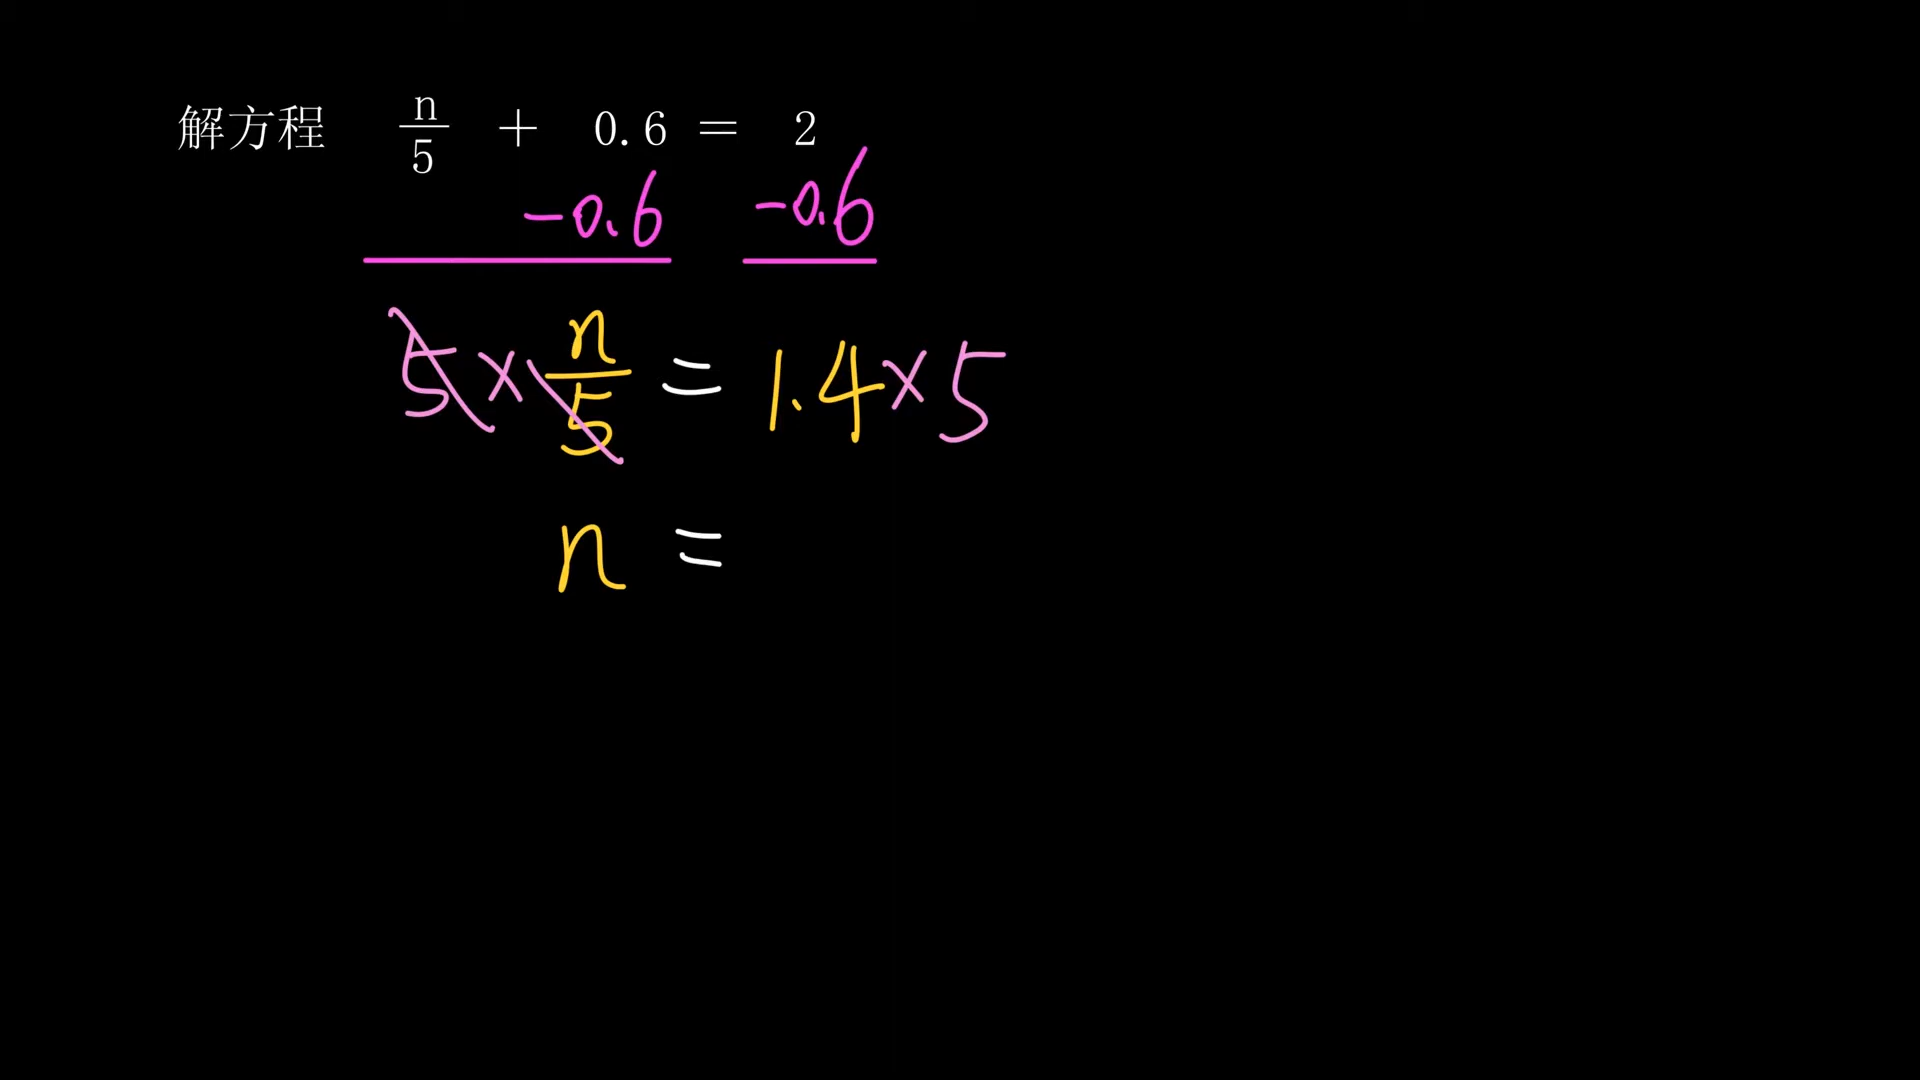 解方程 n/5 + 0.6 = 2
-0.6 -0.6
5 × n/5 = 1.4 × 5
n =